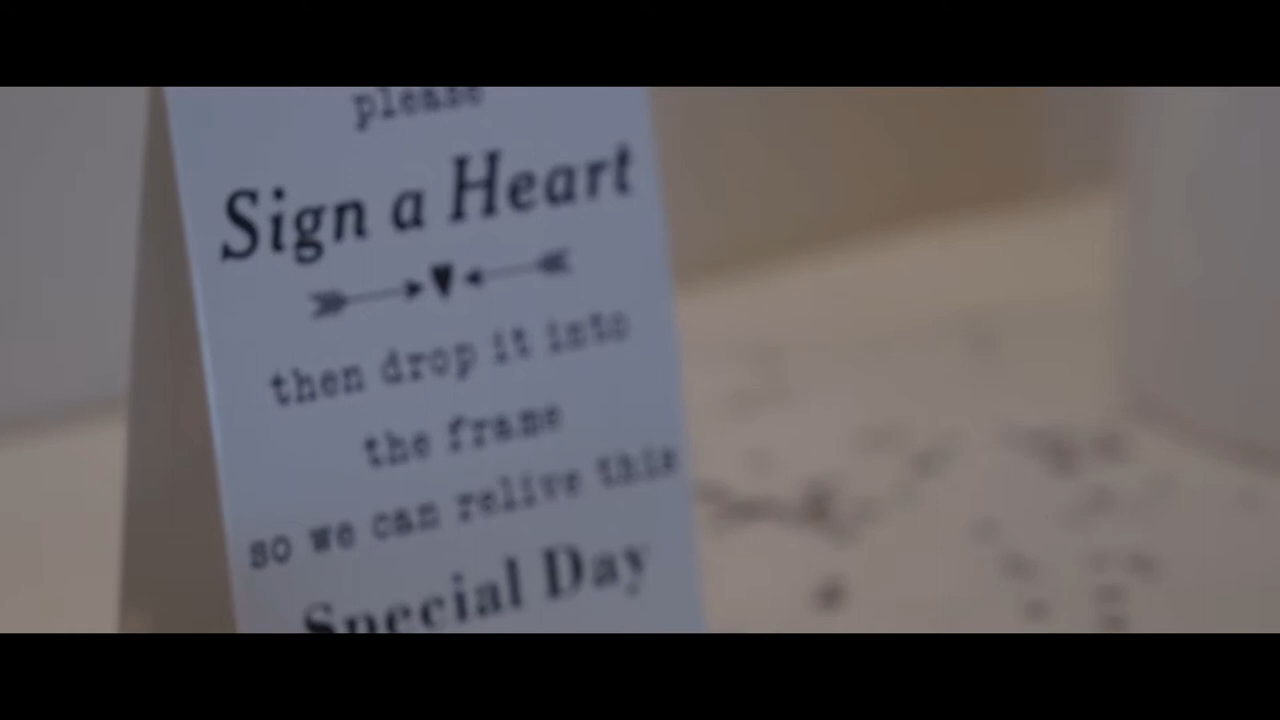 please
Sign a Heart
then drop it into
the frame
so we can relive this
Special Day